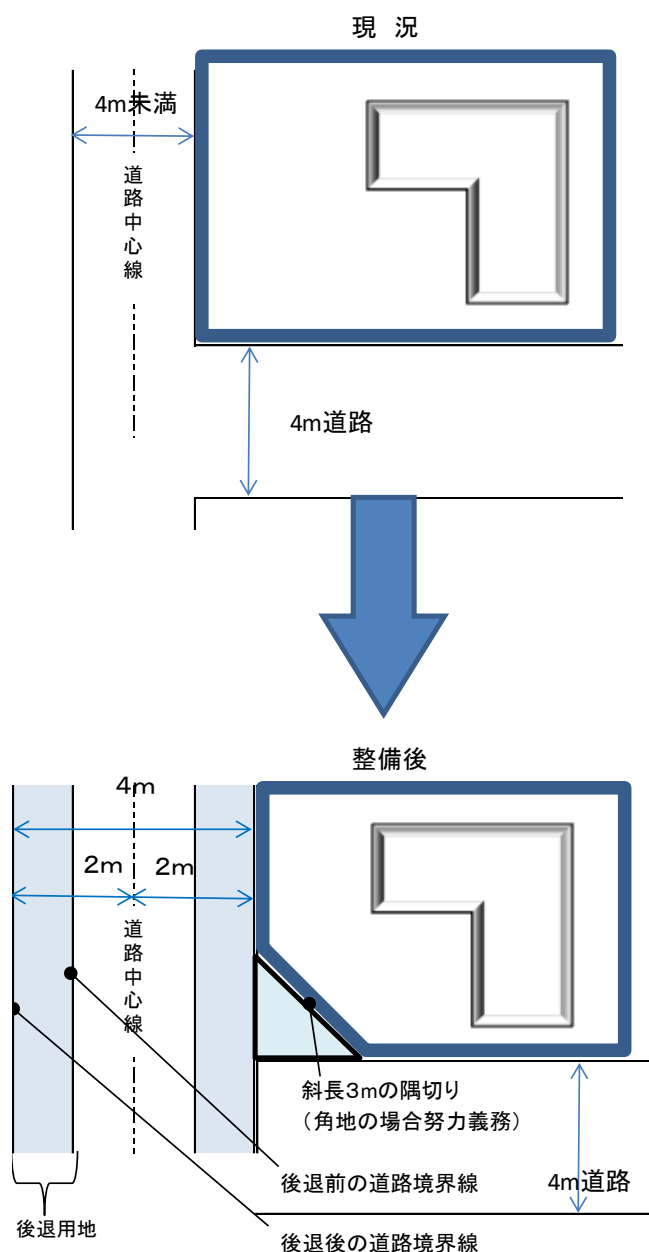 現 況
4m未満
道路中心線
4m道路
整備後
4m
2m
2m
道路中心線
斜長3mの隅切り
(角地の場合努力義務)
後退前の道路境界線
4m道路
後退用地
後退後の道路境界線